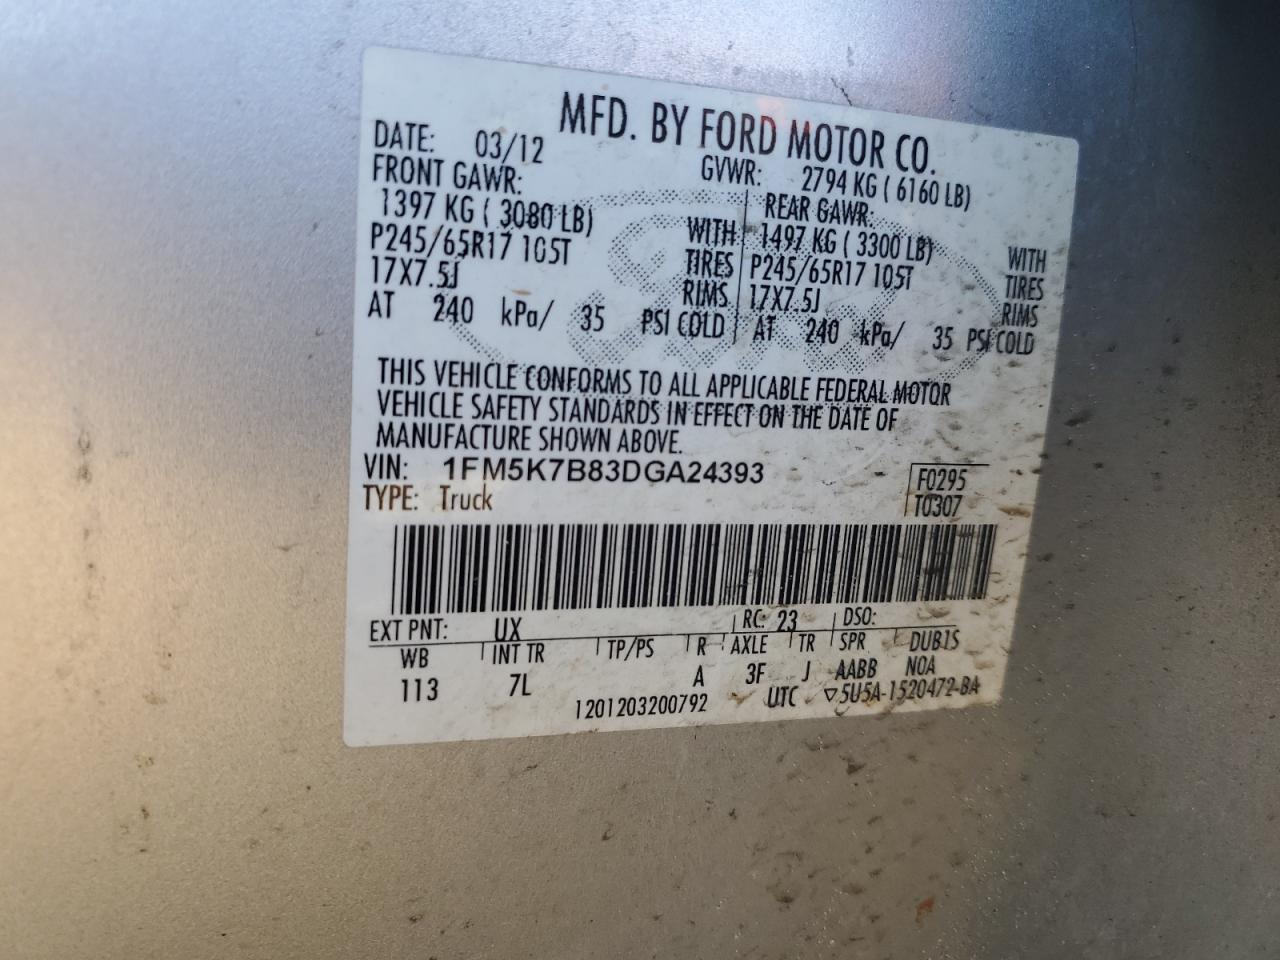 MFD. BY FORD MOTOR CO.
DATE: 03/12 GVWR: 2794 KG ( 6160 LB)
FRONT GAWR: REAR GAWR:
1397 KG ( 3080 LB) WITH 1497 KG ( 3300 LB) WITH
P245/65R17 105T TIRES P245/65R17 105T TIRES
17X7.5J RIMS 17X7.5J RIMS
AT 240 kPa/ 35 PSI COLD AT 240 kPa/ 35 PSI COLD
THIS VEHICLE CONFORMS TO ALL APPLICABLE FEDERAL MOTOR
VEHICLE SAFETY STANDARDS IN EFFECT ON THE DATE OF
MANUFACTURE SHOWN ABOVE.
VIN: 1FM5K7B83DGA24393 F0295
TYPE: Truck T0307
EXT PNT: UX RC: 23 DSO:
WB INT TR TP/PS R AXLE TR SPR DUBIS
113 7L A 3F J AABB NOA
1201203200792 UTC ▽5U5A-1520472-BA